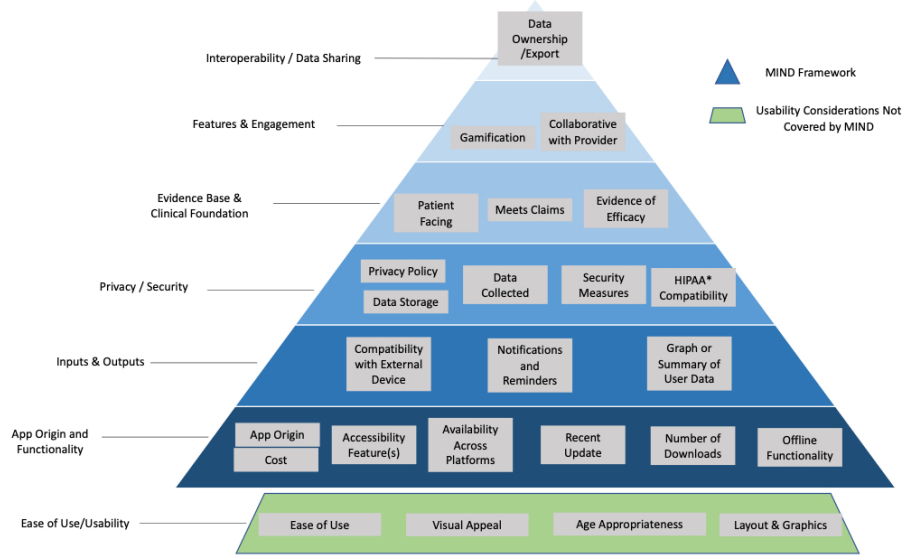 Data
Ownership
/Export
Interoperability / Data Sharing
MIND Framework
Usability Considerations Not
Covered by MIND
Features & Engagement
Gamification
Collaborative
with Provider
Evidence Base &
Clinical Foundation
Patient
Facing
Meets Claims
Evidence of
Efficacy
Privacy / Security
Privacy Policy
Data Storage
Data
Collected
Security
Measures
HIPAA*
Compatibility
Inputs & Outputs
Compatibility
with External
Device
Notifications
and
Reminders
Graph or
Summary of
User Data
App Origin and
Functionality
App Origin
Cost
Accessibility
Feature(s)
Availability
Across
Platforms
Recent
Update
Number of
Downloads
Offline
Functionality
Ease of Use/Usability
Ease of Use
Visual Appeal
Age Appropriateness
Layout & Graphics